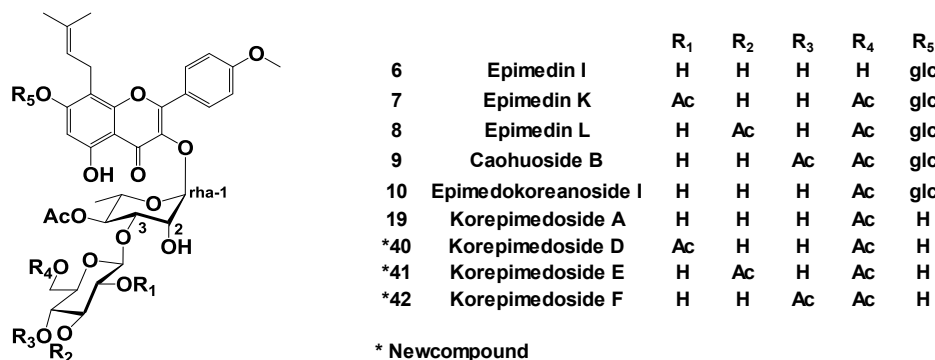 R₁ R₂ R₃ R₄ R₅
6 Epimedin I H H H H glc
7 Epimedin K Ac H H Ac glc
8 Epimedin L H Ac H Ac glc
9 Caohuoside B H H Ac Ac glc
10 Epimedokoreanoside I H H H Ac glc
19 Korepimedoside A H H H Ac H
*40 Korepimedoside D Ac H H Ac H
*41 Korepimedoside E H Ac H Ac H
*42 Korepimedoside F H H Ac Ac H
* Newcompound
O
R₅O O
O
OH O
O rha-1
AcO
3 2
O OH
R₄O O
OR₁
R₃O O
R₂